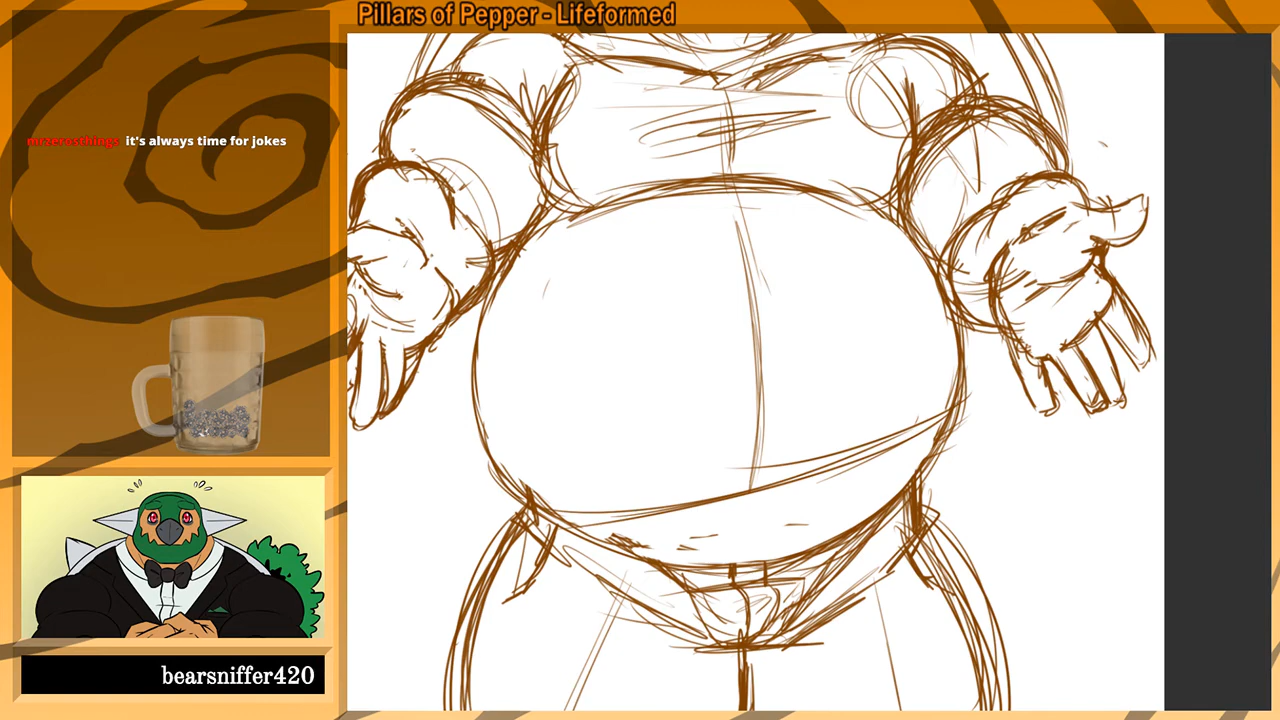 Pillars of Pepper - Lifeformed
mrzerosthings it's always time for jokes
bearsniffer420